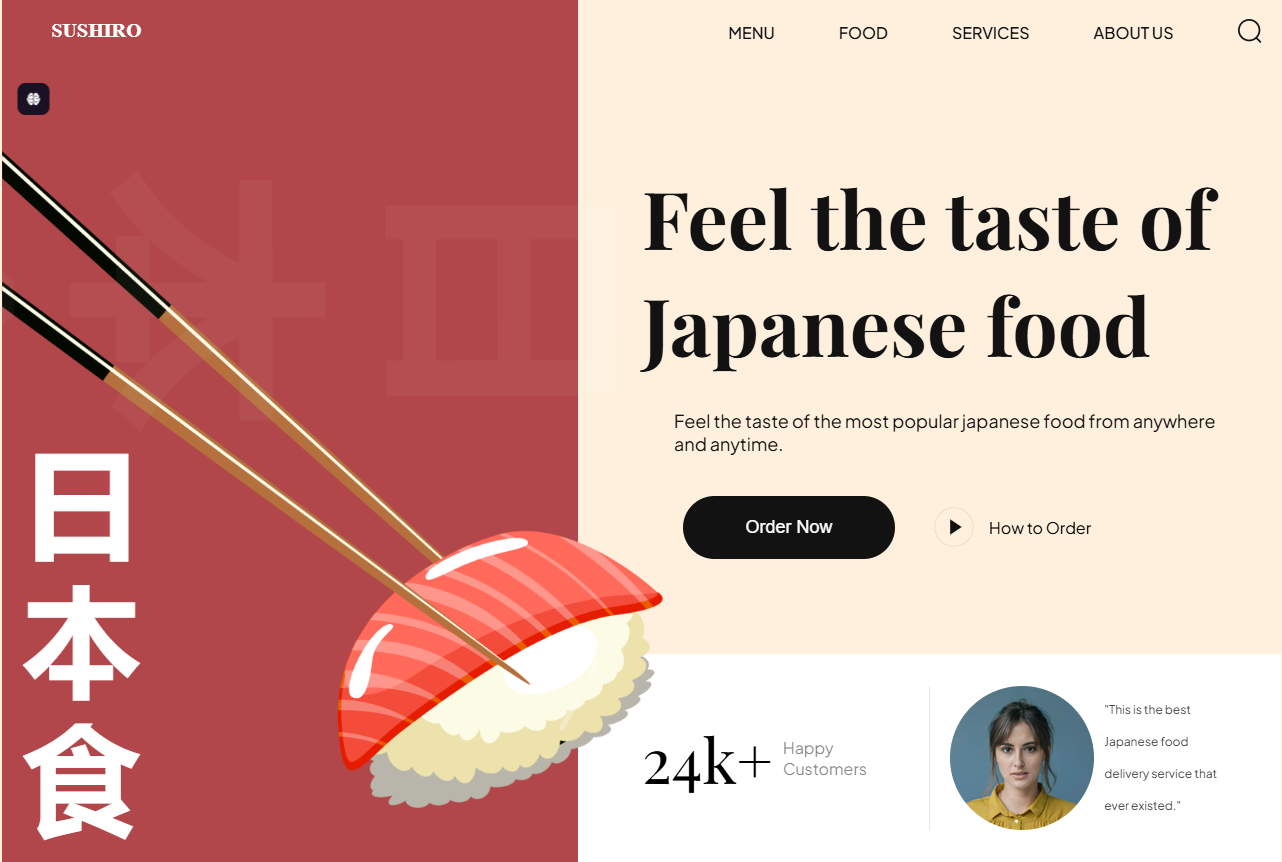 SUSHIRO
MENU
FOOD
SERVICES
ABOUT US
Feel the taste of
Japanese food
Feel the taste of the most popular japanese food from anywhere
and anytime.
Order Now
How to Order
日
本
食
24k+
Happy
Customers
"This is the best
Japanese food
delivery service that
ever existed."